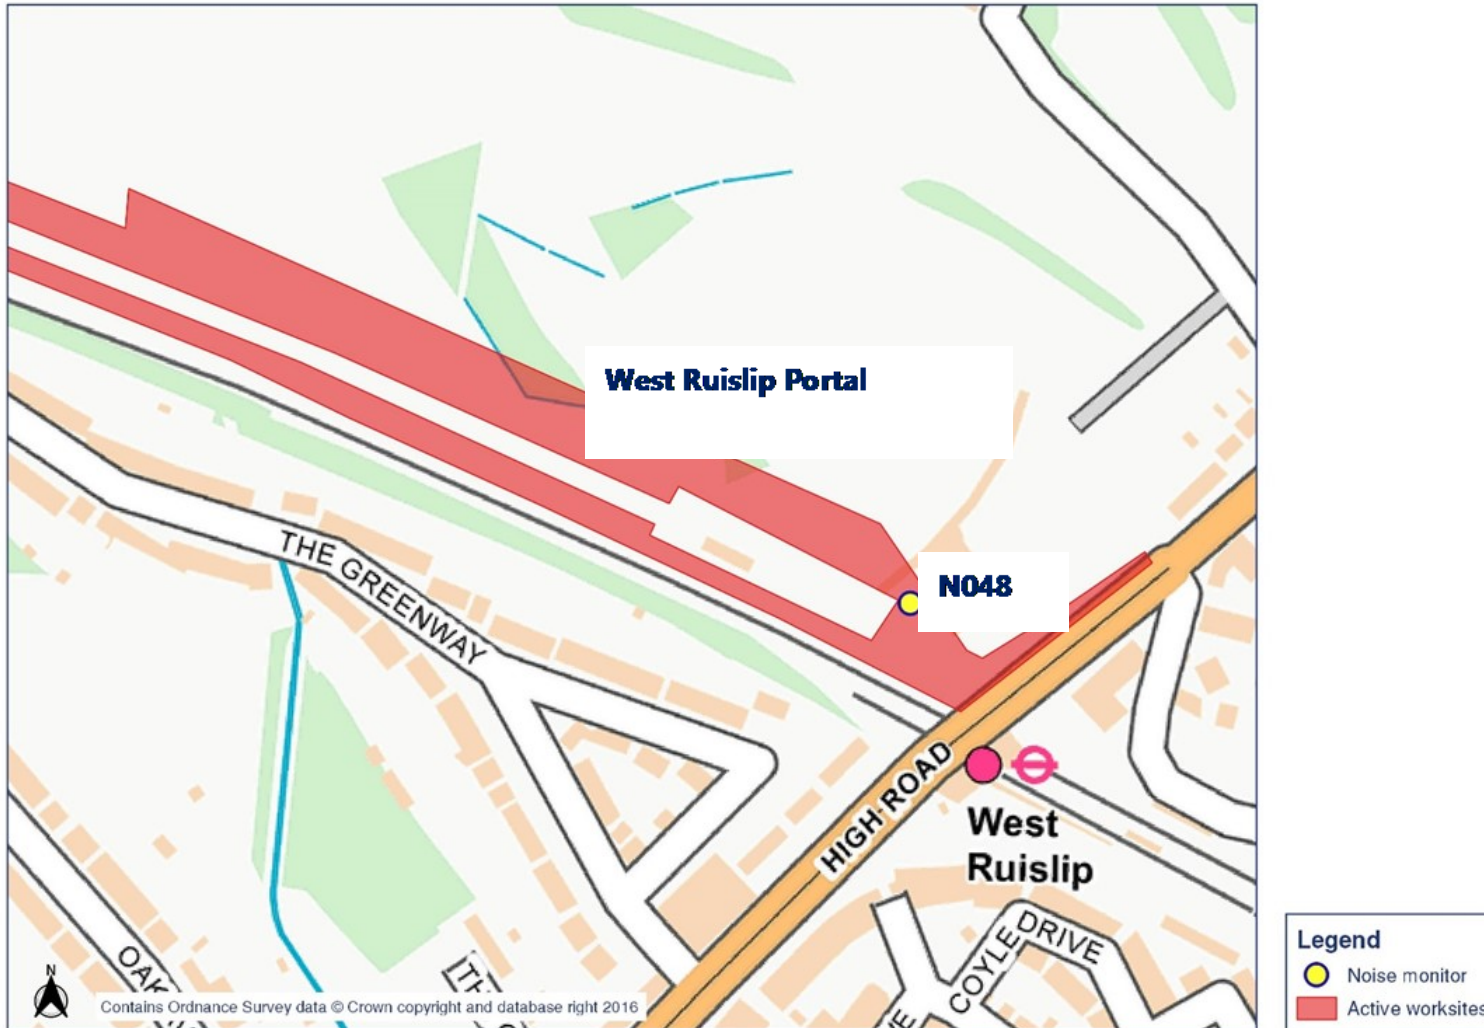 West Ruislip Portal
N048
THE GREENWAY
HIGH ROAD
West
Ruislip
COYLE DRIVE
N
Contains Ordnance Survey data © Crown copyright and database right 2016
Legend
Noise monitor
Active worksites